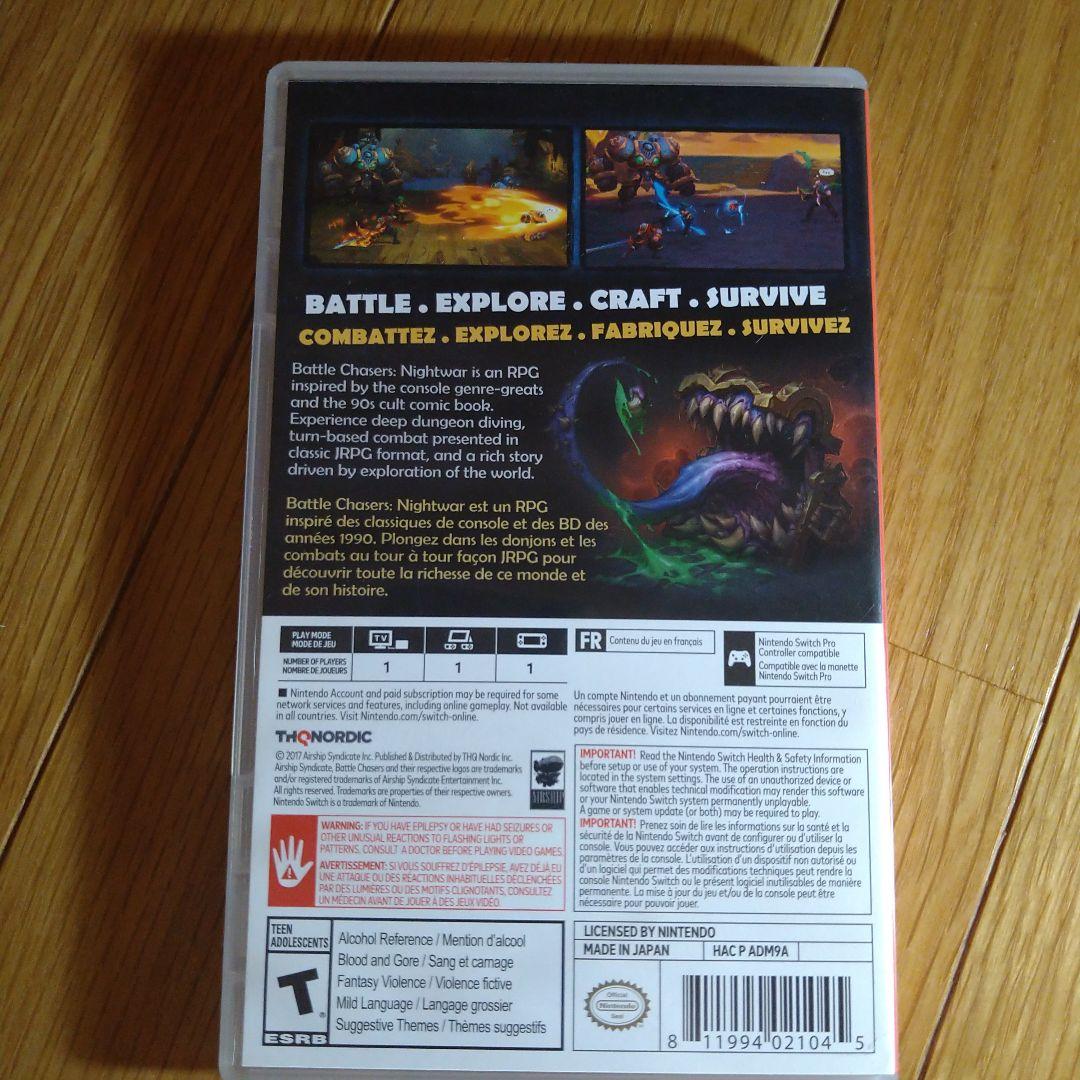 BATTLE . EXPLORE . CRAFT . SURVIVE
COMBATTEZ . EXPLOREZ . FABRIQUEZ . SURVIVEZ
Battle Chasers: Nightwar is an RPG
inspired by the console genre-greats
and the 90s cult comic book.
Experience deep dungeon diving,
turn-based combat presented in
classic JRPG format, and a rich story
driven by exploration of the world.
Battle Chasers: Nightwar est un RPG
inspiré des classiques de console et des BD des
années 1990. Plongez dans les donjons et les
combats au tour à tour façon JRPG pour
découvrir toute la richesse de ce monde et
de son histoire.
PLAY MODE
MODE DE JEU
TV
NUMBER OF PLAYERS
NOMBRE DE JOUEURS
1 1 1
FR Contenu du jeu en français
Nintendo Switch Pro
Controller compatible
Compatible avec la manette
Nintendo Switch Pro
■ Nintendo Account and paid subscription may be required for some
network services and features, including online gameplay. Not available
in all countries. Visit Nintendo.com/switch-online.
Un compte Nintendo et un abonnement payant pourraient être
nécessaires pour certains services en ligne et certaines fonctions, y
compris jouer en ligne. La disponibilité est restreinte en fonction du
pays de résidence. Visitez Nintendo.com/switch-online.
THQNORDIC
© 2017 Airship Syndicate Inc. Published & Distributed by THQ Nordic Inc.
Airship Syndicate, Battle Chasers and their respective logos are trademarks
and/or registered trademarks of Airship Syndicate Entertainment Inc.
All rights reserved. Trademarks are properties of their respective owners.
Nintendo Switch is a trademark of Nintendo.
AIRSHIP
IMPORTANT! Read the Nintendo Switch Health & Safety Information
before setup or use of your system. The operation instructions are
located in the system settings. The use of an unauthorized device or
software that enables technical modification may render this software
or your Nintendo Switch system permanently unplayable.
A game or system update (or both) may be required to play.
IMPORTANT! Prenez soin de lire les informations sur la santé et la
sécurité de la Nintendo Switch avant de configurer ou d'utiliser la
console. Vous pouvez accéder aux instructions d'utilisation depuis les
paramètres de la console. L'utilisation d'un dispositif non autorisé ou
d'un logiciel qui permet des modifications techniques peut rendre la
console Nintendo Switch ou le présent logiciel inutilisables de manière
permanente. La mise à jour du jeu et/ou de la console peut être
nécessaire pour pouvoir jouer.
WARNING: IF YOU HAVE EPILEPSY OR HAVE HAD SEIZURES OR
OTHER UNUSUAL REACTIONS TO FLASHING LIGHTS OR
PATTERNS, CONSULT A DOCTOR BEFORE PLAYING VIDEO GAMES.
AVERTISSEMENT: SI VOUS SOUFFREZ D'ÉPILEPSIE, AVEZ DÉJÀ EU
UNE ATTAQUE OU DES RÉACTIONS INHABITUELLES DÉCLENCHÉES
PAR DES LUMIÈRES OU DES MOTIFS CLIGNOTANTS, CONSULTEZ
UN MÉDECIN AVANT DE JOUER À DES JEUX VIDÉO.
TEEN
ADOLESCENTS
T
®
ESRB
Alcohol Reference / Mention d'alcool
Blood and Gore / Sang et carnage
Fantasy Violence / Violence fictive
Mild Language / Langage grossier
Suggestive Themes / Thèmes suggestifs
LICENSED BY NINTENDO
MADE IN JAPAN HAC P ADM9A
Official
Nintendo
Seal
8 11994 02104 5